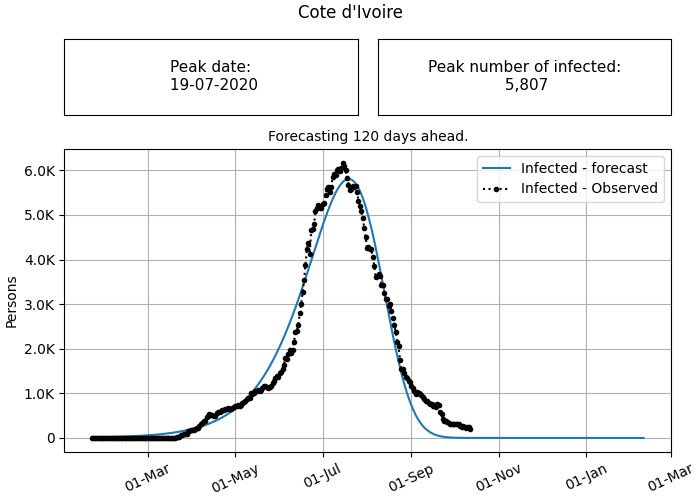 Cote d'Ivoire
Peak date:
19-07-2020
Peak number of infected:
5,807
Forecasting 120 days ahead.
Infected - forecast
Infected - Observed
Persons
6.0K
5.0K
4.0K
3.0K
2.0K
1.0K
0
01-Mar
01-May
01-Jul
01-Sep
01-Nov
01-Jan
01-Mar